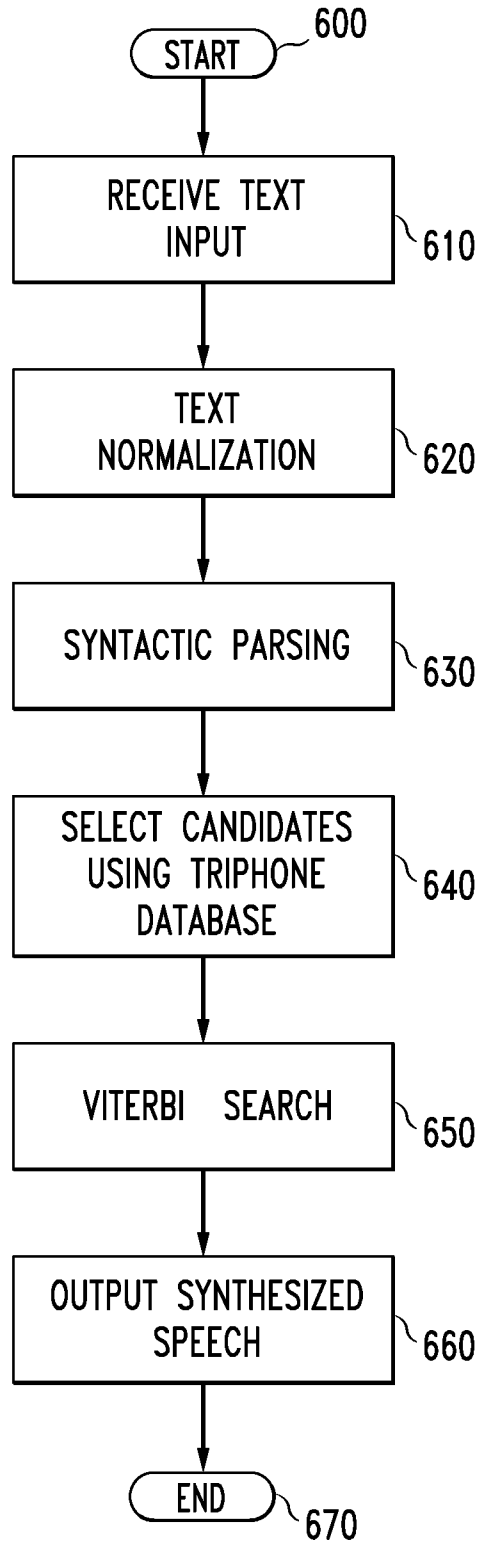 START
600
RECEIVE TEXT
INPUT
610
TEXT
NORMALIZATION
620
SYNTACTIC PARSING
630
SELECT CANDIDATES
USING TRIPHONE
DATABASE
640
VITERBI SEARCH
650
OUTPUT SYNTHESIZED
SPEECH
660
END
670